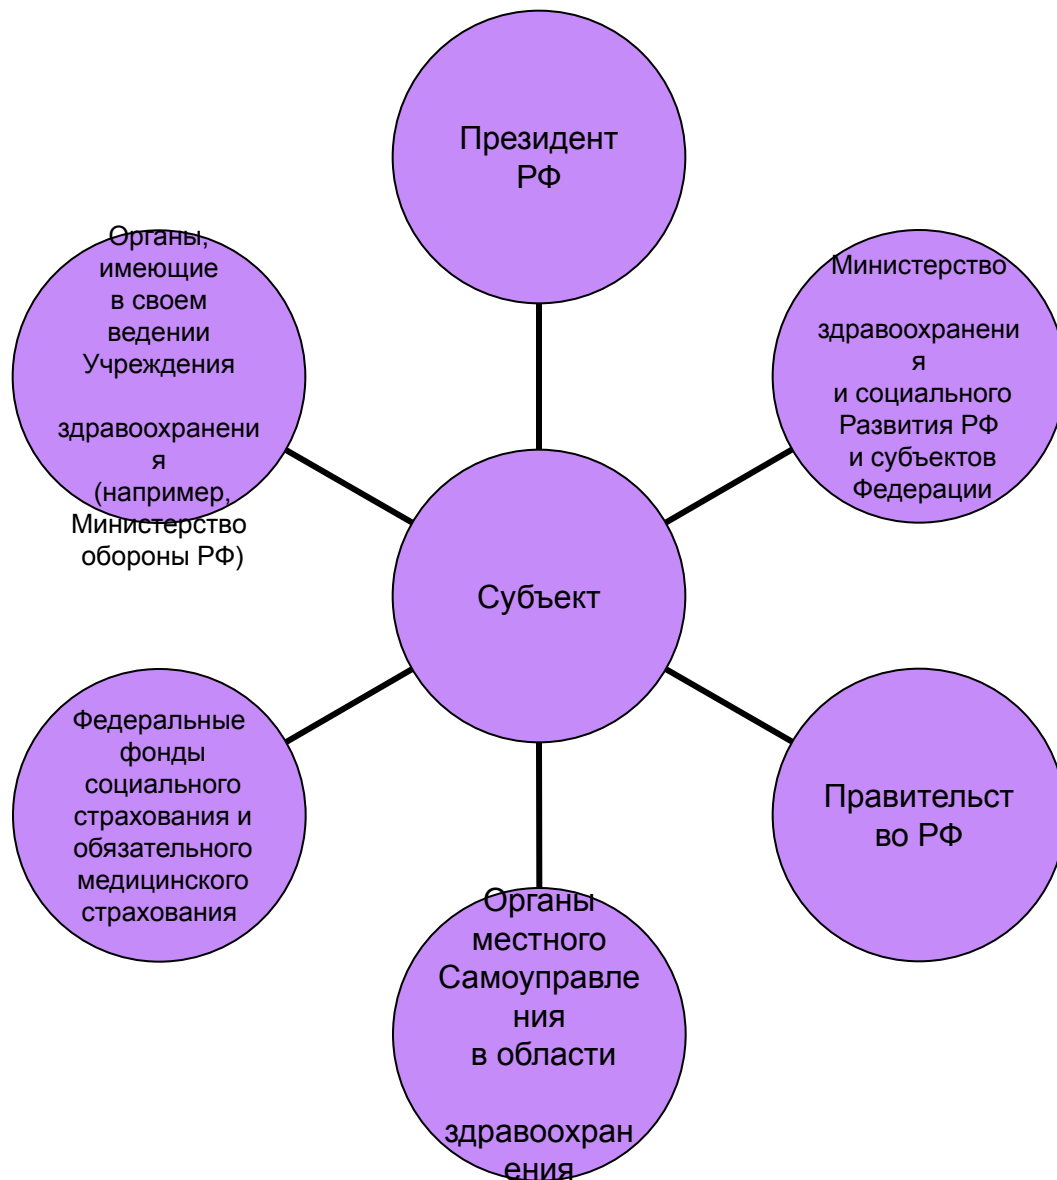 Президент
РФ
Министерство
здравоохранени
я
и социального
Развития РФ
и субъектов
Федерации
Правительст
во РФ
Органы
местного
Самоуправле
ния
в области
здравоохран
ения
Федеральные
фонды
социального
страхования и
обязательного
медицинского
страхования
Органы,
имеющие
в своем
ведении
Учреждения
здравоохранени
я
(например,
Министерство
обороны РФ)
Субъект